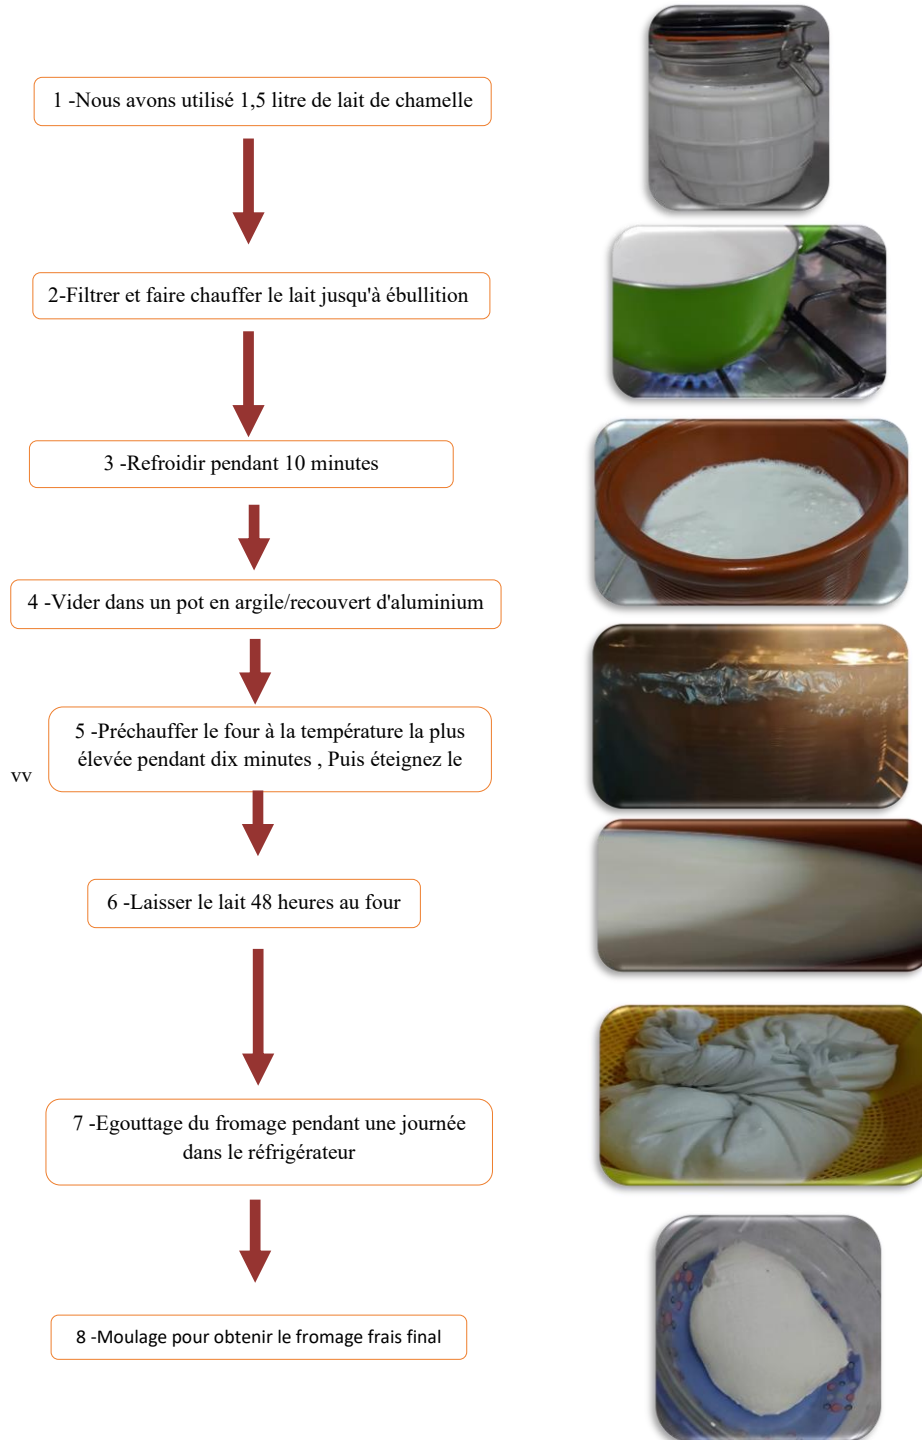 1 -Nous avons utilisé 1,5 litre de lait de chamelle
2-Filtrer et faire chauffer le lait jusqu'à ébullition
3 -Refroidir pendant 10 minutes
4 -Vider dans un pot en argile/recouvert d'aluminium
5 -Préchauffer le four à la température la plus
élevée pendant dix minutes , Puis éteignez le
vv
6 -Laisser le lait 48 heures au four
7 -Egouttage du fromage pendant une journée
dans le réfrigérateur
8 -Moulage pour obtenir le fromage frais final